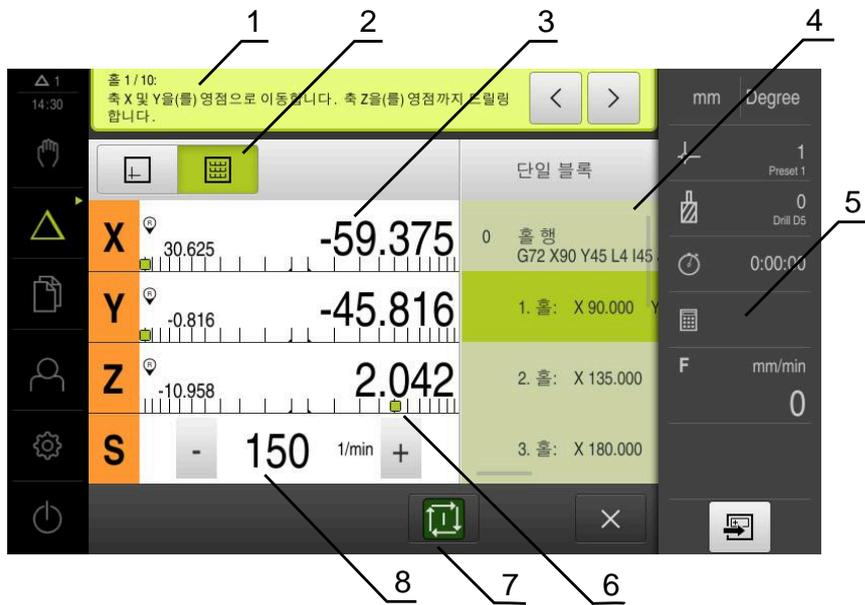 1
2
3
4
5
△ 1
14:30
홀 1 / 10:
축 X 및 Y을(를) 영점으로 이동합니다. 축 Z을(를) 영점까지 드릴링
합니다.
mm Degree
1
Preset 1
0
Drill D5
0:00:00
F mm/min
0
단일 블록
0 홀 행
G72 X90 Y45 L4 I45
1. 홀: X 90.000 Y
2. 홀: X 135.000
3. 홀: X 180.000
X R 30.625 -59.375
Y R -0.816 -45.816
Z R -10.958 2.042
S - 150 1/min +
8
7
6